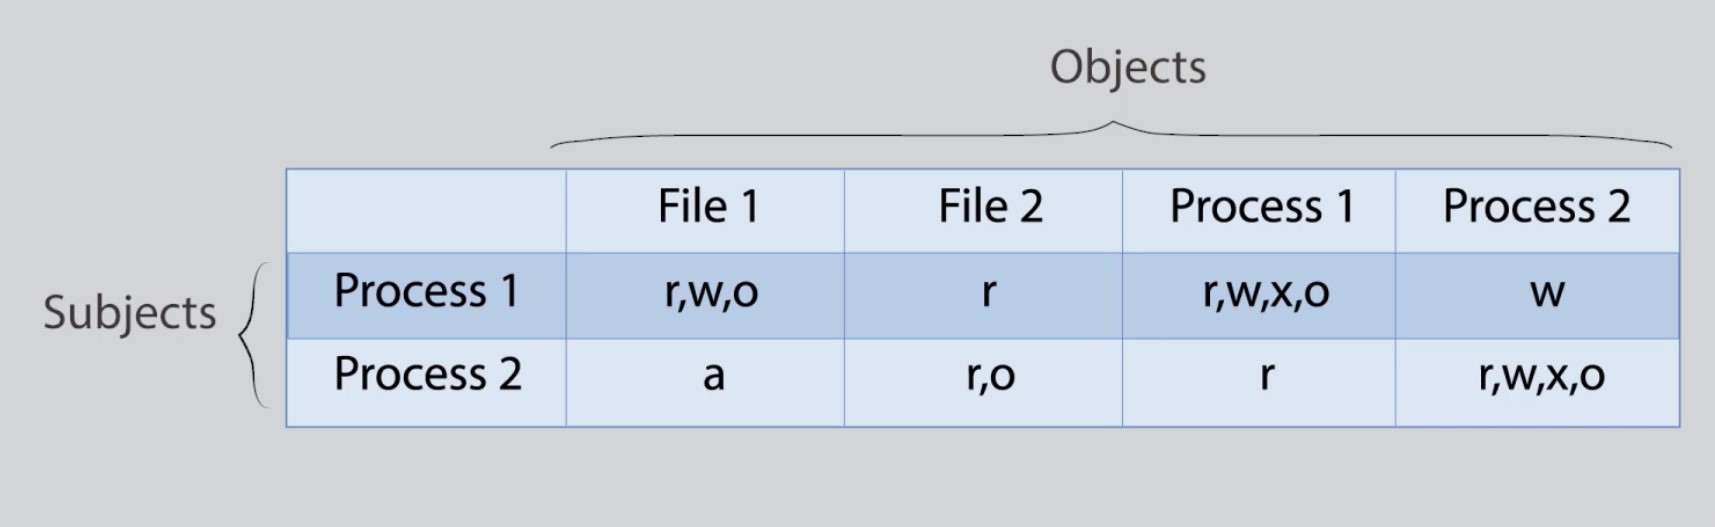 Objects
File 1 File 2 Process 1 Process 2
Subjects
Process 1 r,w,o r r,w,x,o w
Process 2 a r,o r r,w,x,o